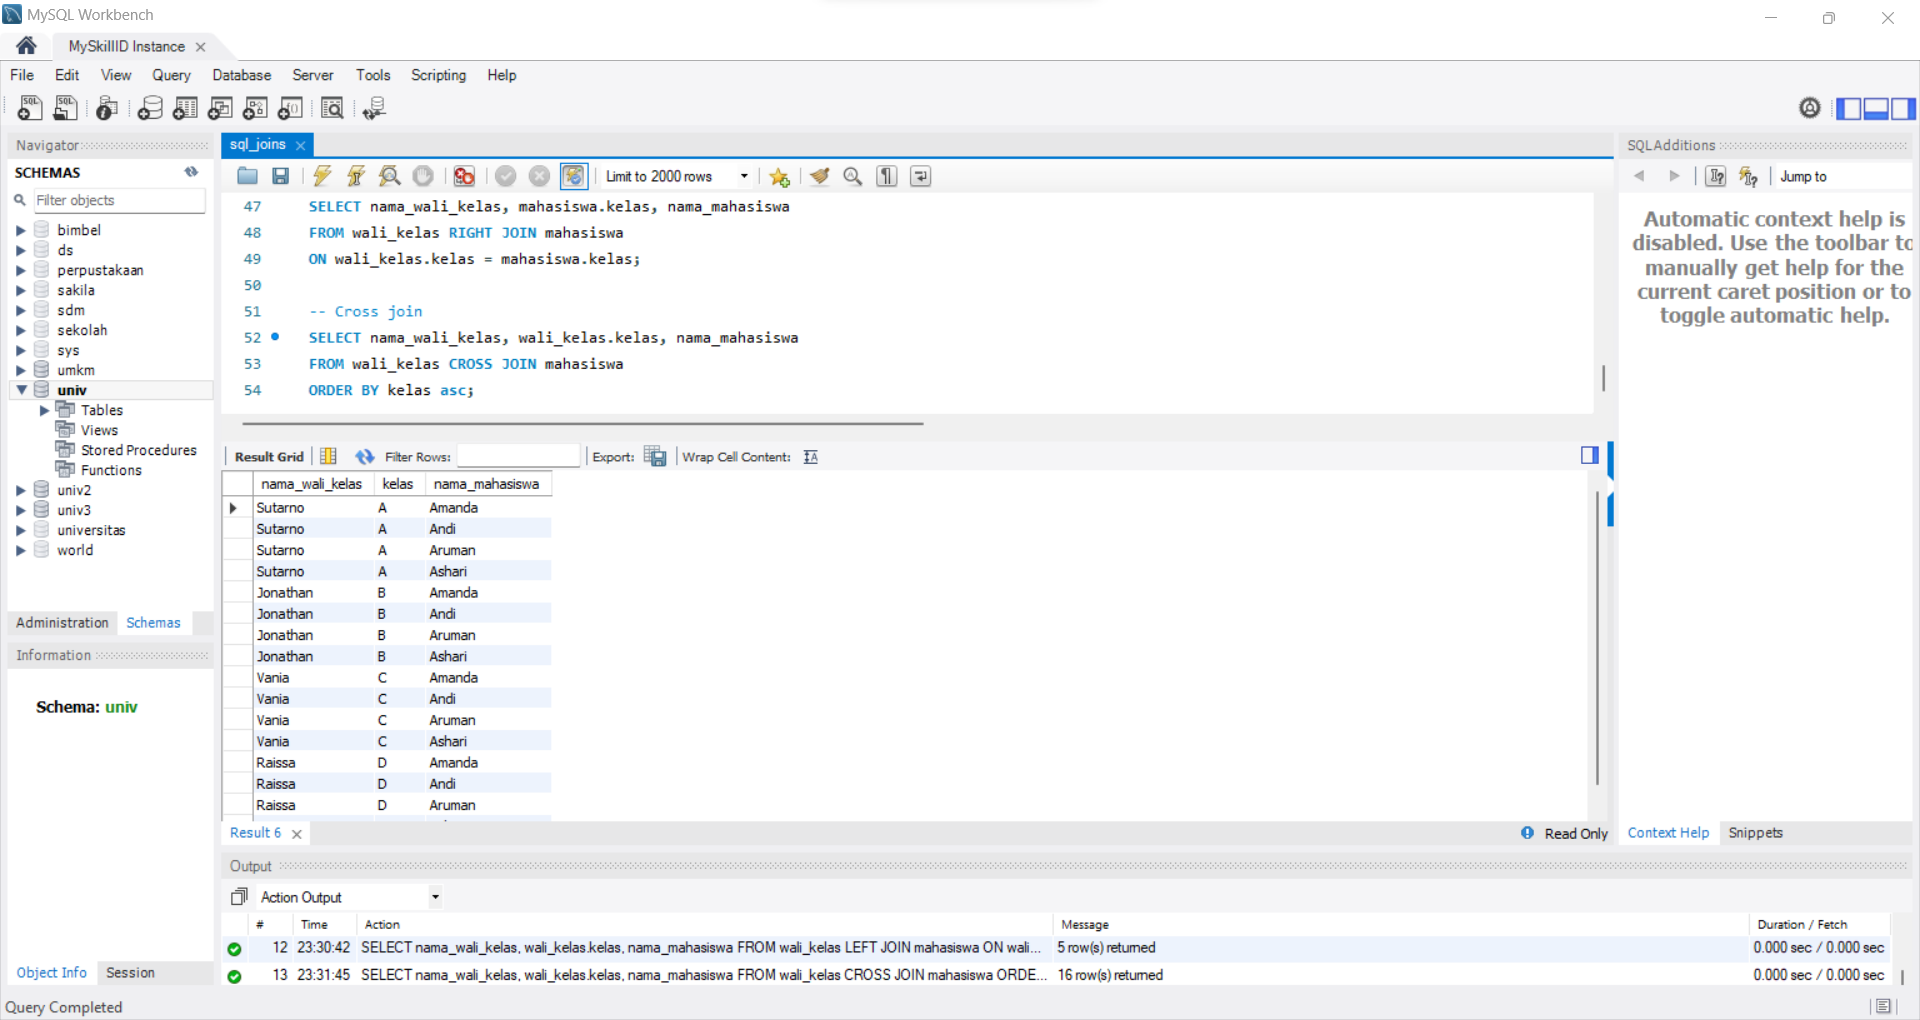 MySQL Workbench
MySkillID Instance
File Edit View Query Database Server Tools Scripting Help
Navigator
SCHEMAS
Filter objects
bimbel
ds
perpustakaan
sakila
sdm
sekolah
sys
umkm
univ
Tables
Views
Stored Procedures
Functions
univ2
univ3
universitas
world
Administration Schemas
Information
Schema: univ
Object Info Session
sql_joins
Limit to 2000 rows
47 SELECT nama_wali_kelas, mahasiswa.kelas, nama_mahasiswa
48 FROM wali_kelas RIGHT JOIN mahasiswa
49 ON wali_kelas.kelas = mahasiswa.kelas;
50
51 -- Cross join
52 SELECT nama_wali_kelas, wali_kelas.kelas, nama_mahasiswa
53 FROM wali_kelas CROSS JOIN mahasiswa
54 ORDER BY kelas asc;
Result Grid Filter Rows: Export: Wrap Cell Content:
nama_wali_kelas kelas nama_mahasiswa
Sutarno A Amanda
Sutarno A Andi
Sutarno A Aruman
Sutarno A Ashari
Jonathan B Amanda
Jonathan B Andi
Jonathan B Aruman
Jonathan B Ashari
Vania C Amanda
Vania C Andi
Vania C Aruman
Vania C Ashari
Raissa D Amanda
Raissa D Andi
Raissa D Aruman
Result 6
Read Only
SQLAdditions
Jump to
Automatic context help is
disabled. Use the toolbar to
manually get help for the
current caret position or to
toggle automatic help.
Context Help Snippets
Output
Action Output
# Time Action Message Duration / Fetch
12 23:30:42 SELECT nama_wali_kelas, wali_kelas.kelas, nama_mahasiswa FROM wali_kelas LEFT JOIN mahasiswa ON wali... 5 row(s) returned 0.000 sec / 0.000 sec
13 23:31:45 SELECT nama_wali_kelas, wali_kelas.kelas, nama_mahasiswa FROM wali_kelas CROSS JOIN mahasiswa ORDE... 16 row(s) returned 0.000 sec / 0.000 sec
Query Completed